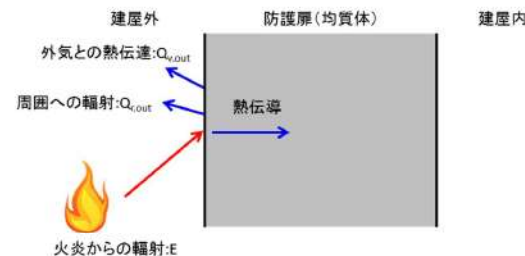 建屋外
防護扉(均質体)
建屋内
外気との熱伝達:Qv,out
周囲への輻射:Qr,out
熱伝導
火炎からの輻射:E